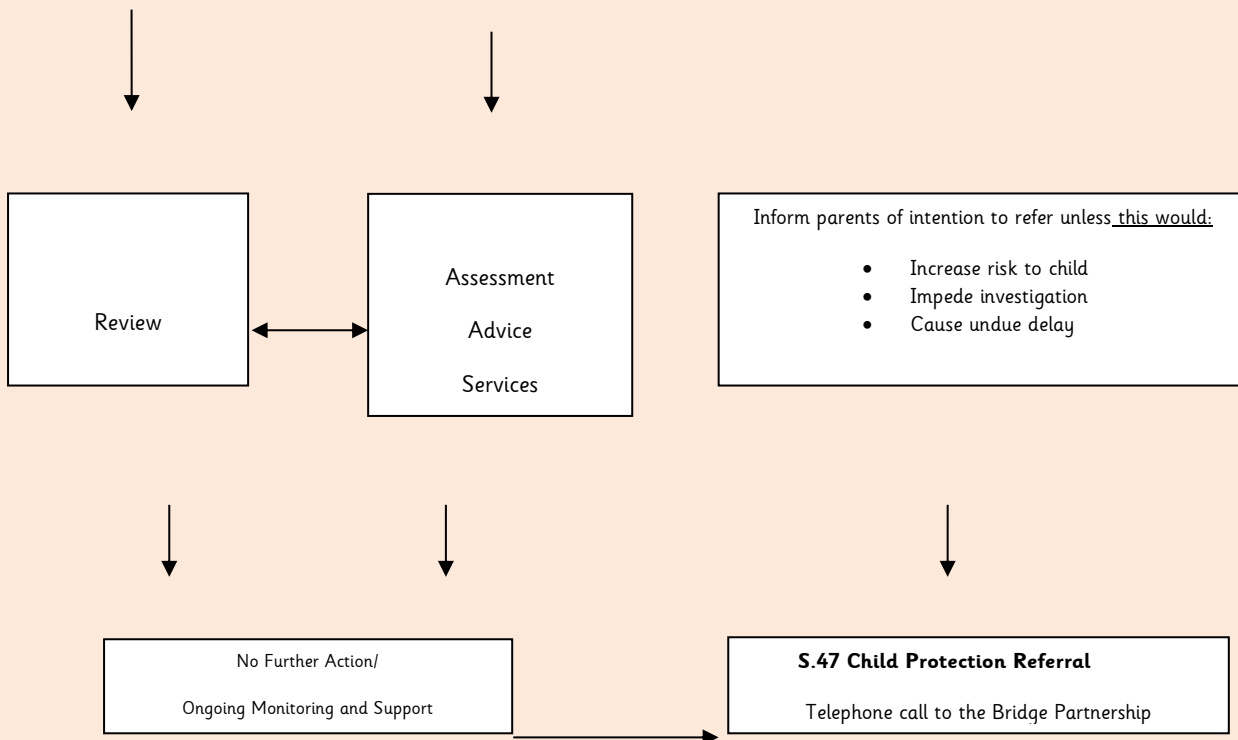 Review
Assessment
Advice
Services
Inform parents of intention to refer unless this would:
• Increase risk to child
• Impede investigation
• Cause undue delay
No Further Action/
Ongoing Monitoring and Support
S.47 Child Protection Referral
Telephone call to the Bridge Partnership